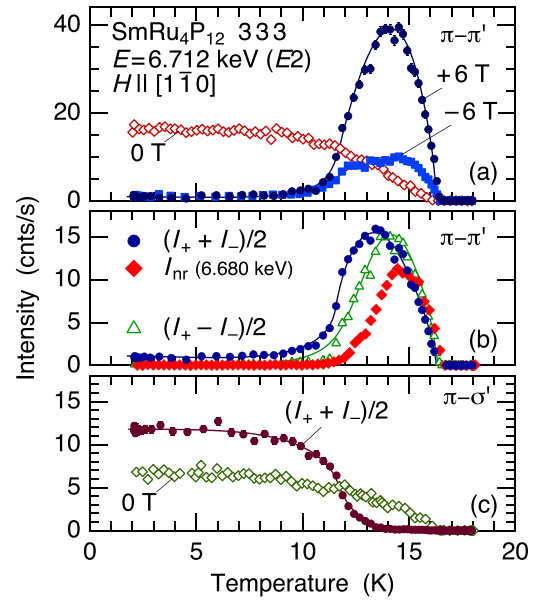 SmRu₄P₁₂ 3 3 3
E=6.712 keV (E2)
H || [11̅0]
π−π'
+6 T
−6 T
0 T
(a)
40
20
0
(I₊ + I₋)/2
Iₙᵣ (6.680 keV)
(I₊ − I₋)/2
π−π'
(b)
15
10
5
0
Intensity (cnts/s)
π−σ'
(I₊ + I₋)/2
0 T
(c)
15
10
5
0
0 5 10 15 20
Temperature (K)